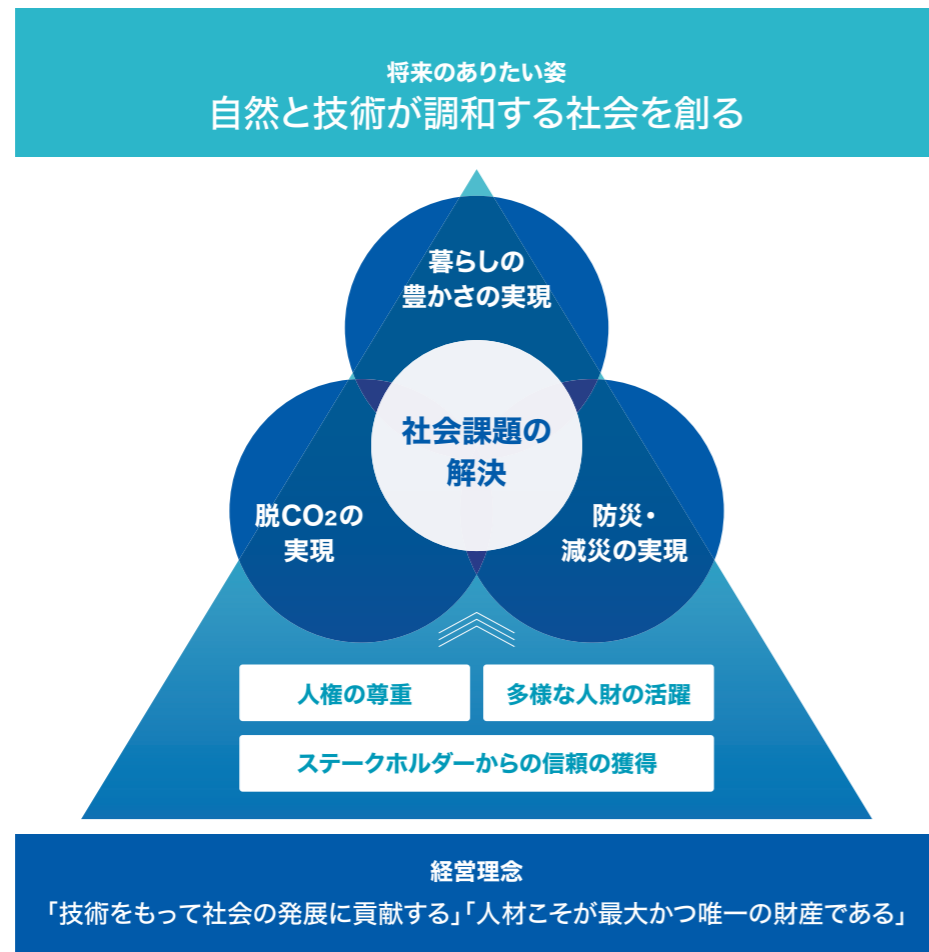 将来のありたい姿
自然と技術が調和する社会を創る
暮らしの
豊かさの実現
社会課題の
解決
脱CO2の
実現
防災・
減災の実現
人権の尊重
多様な人財の活躍
ステークホルダーからの信頼の獲得
経営理念
「技術をもって社会の発展に貢献する」「人材こそが最大かつ唯一の財産である」